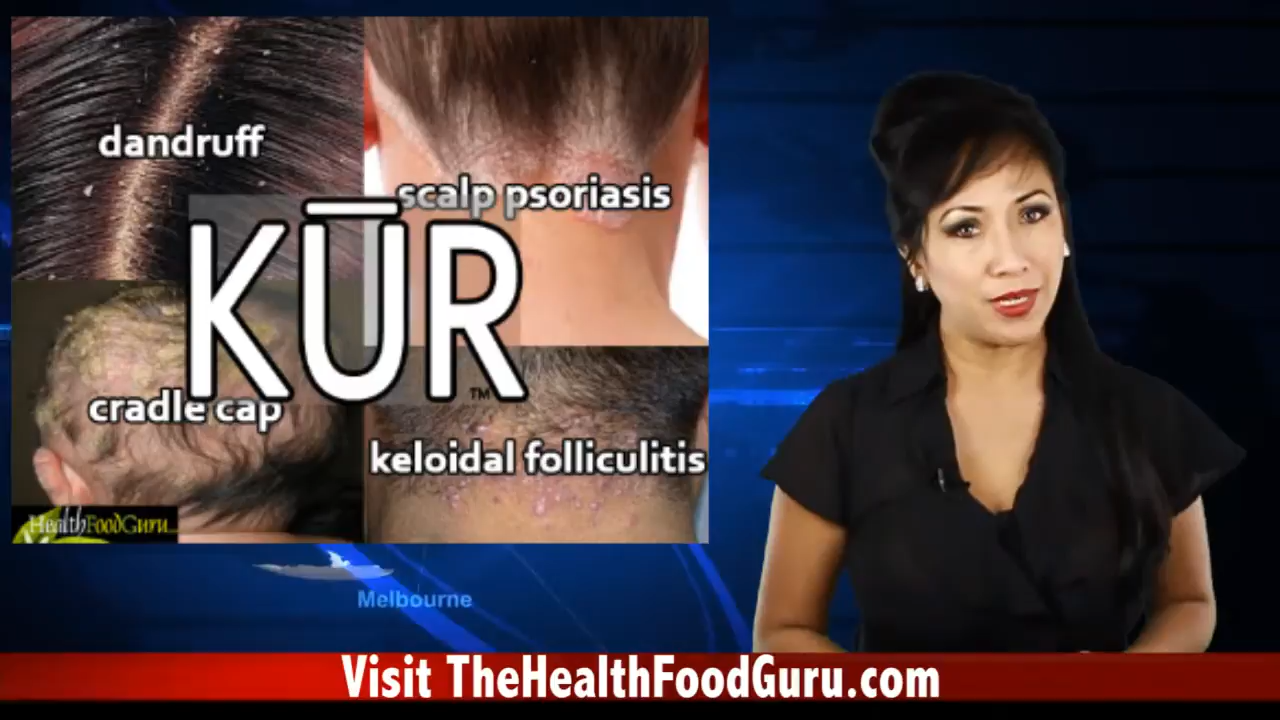 dandruff
scalp psoriasis
KŪR
TM
cradle cap
keloidal folliculitis
HealthFoodGuru
Melbourne
Visit TheHealthFoodGuru.com